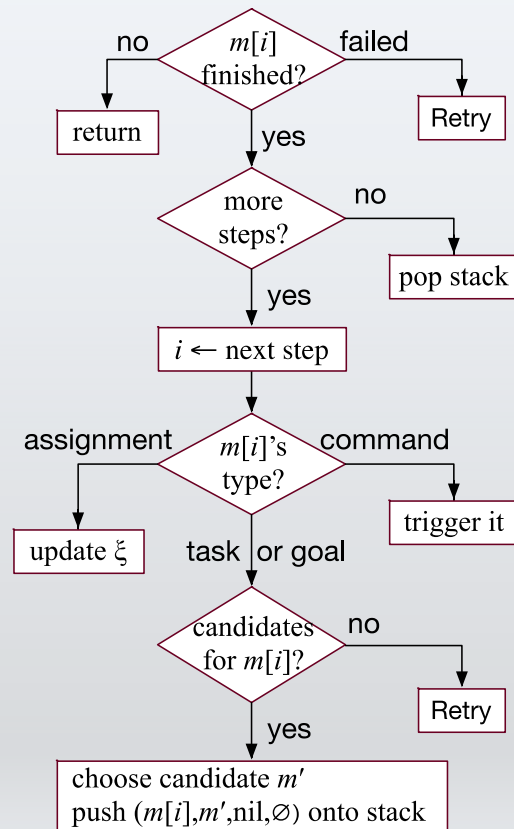 no
m[i]
finished?
failed
return
Retry
yes
more
steps?
no
pop stack
yes
i ← next step
assignment
m[i]'s
type?
command
update ξ
trigger it
task or goal
candidates
for m[i]?
no
Retry
yes
choose candidate m′
push (m[i],m′,nil,∅) onto stack